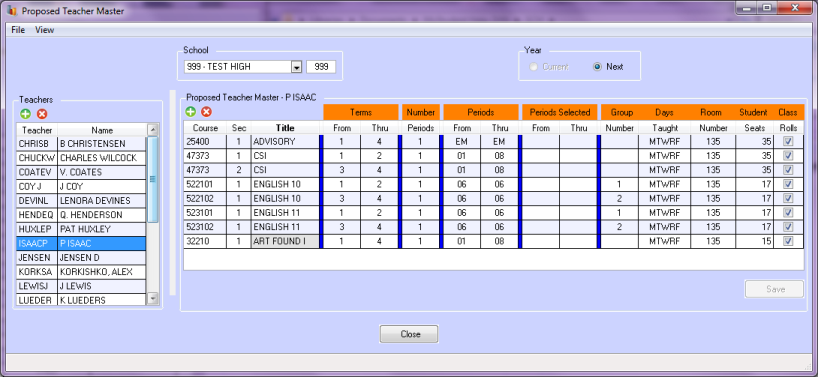 Proposed Teacher Master
File View
School
999 - TEST HIGH 999
Year
Current Next
Teachers
Teacher Name
CHRISB B CHRISTENSEN
CHUCKW CHARLES WILCOCK
COATEV V. COATES
COY J J COY
DEVINL LENORA DEVINES
HENDEQ Q. HENDERSON
HUXLEP PAT HUXLEY
ISAACP P ISAAC
JENSEN JENSEN D
KORKSA KORKISHKO, ALEX
LEWISJ J LEWIS
LUEDER K LUEDERS
Proposed Teacher Master - P ISAAC
Terms Number Periods Periods Selected Group Days Room Student Class
Course Sec Title From Thru Periods From Thru From Thru Number Taught Number Seats Rolls
25400 1 ADVISORY 1 4 1 EM EM MTWRF 135 35
47373 1 CSI 1 2 1 01 08 MTWRF 135 35
47373 2 CSI 3 4 1 01 08 MTWRF 135 35
522101 1 ENGLISH 10 1 2 1 06 06 1 MTWRF 135 17
522102 1 ENGLISH 10 3 4 1 06 06 2 MTWRF 135 17
523101 1 ENGLISH 11 1 2 1 06 06 1 MTWRF 135 17
523102 1 ENGLISH 11 3 4 1 06 06 2 MTWRF 135 17
32210 1 ART FOUND I 1 4 1 01 08 MTWRF 135 15
Save
Close